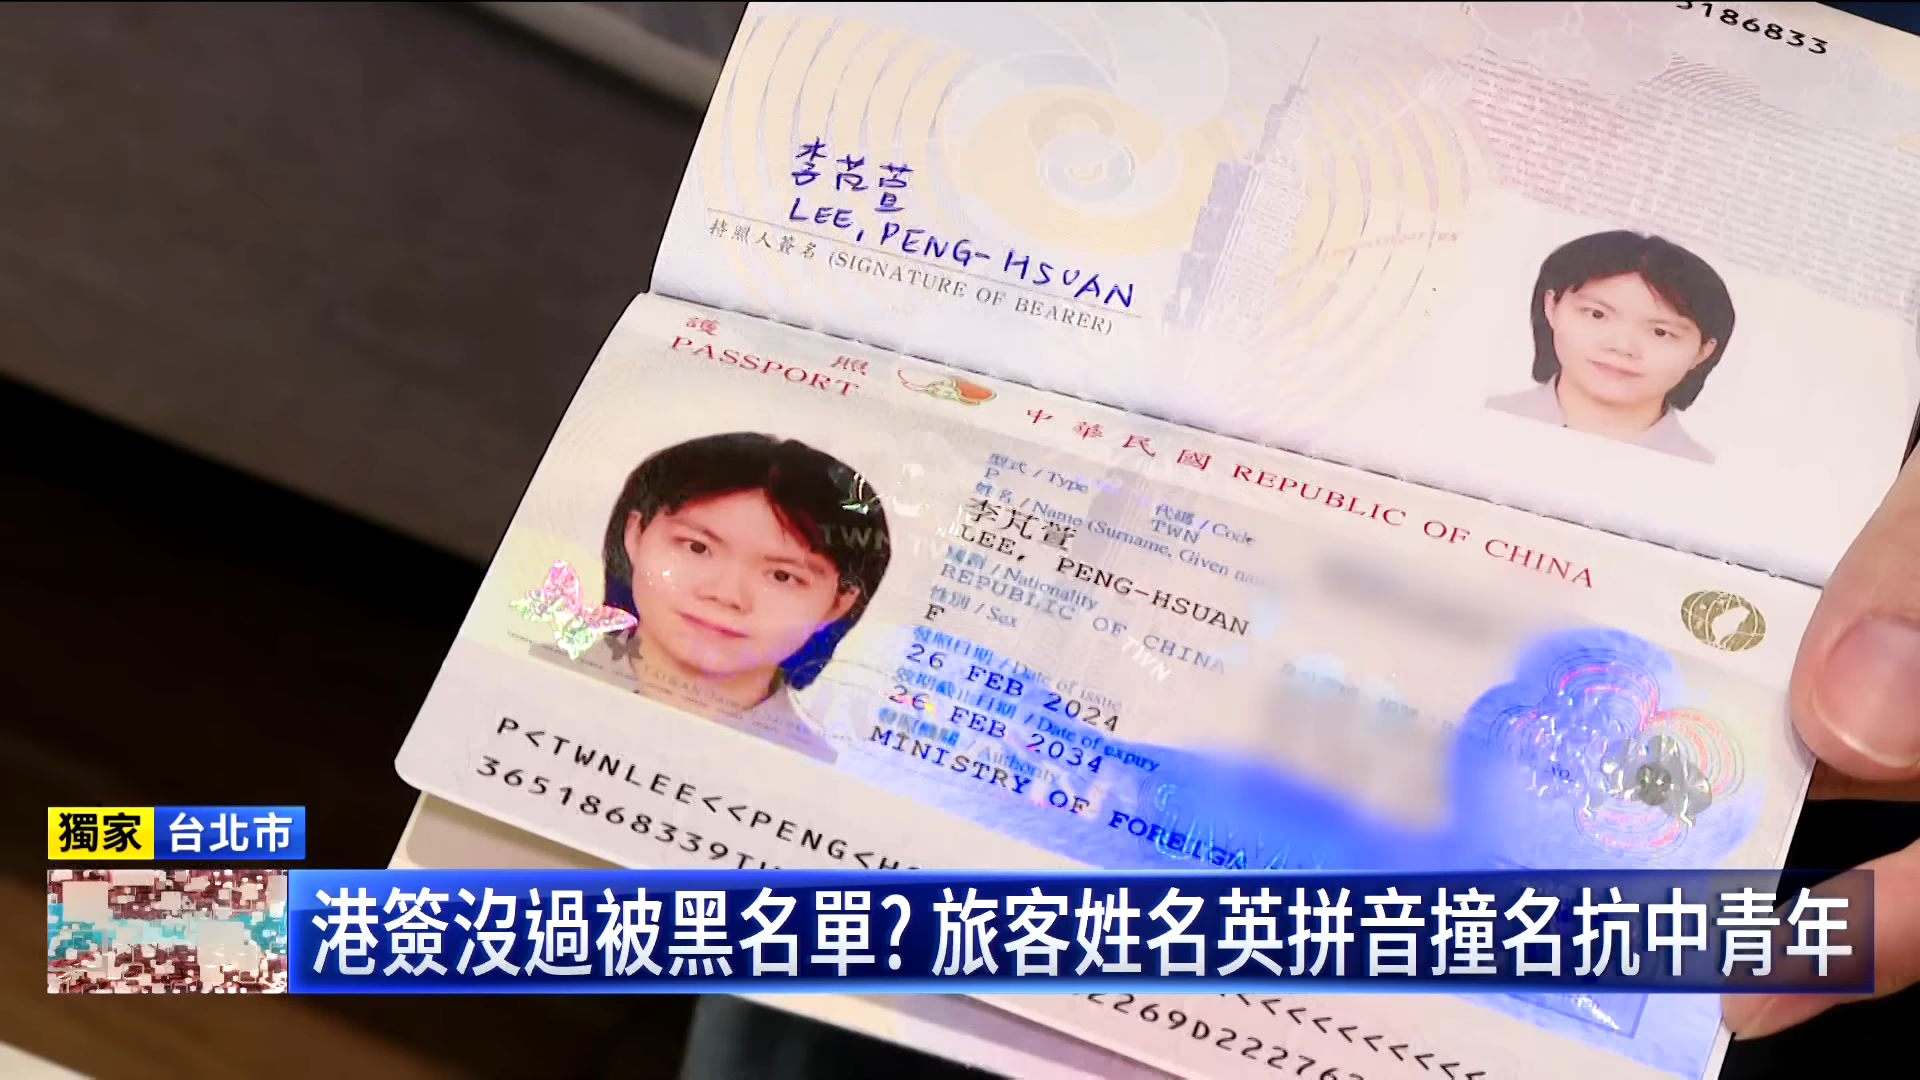 5186833
李芃萱
LEE, PENG-HSUAN
持照人簽名 (SIGNATURE OF BEARER)
護照
PASSPORT
中華民國 REPUBLIC OF CHINA
型式 / Type
代碼 / Code
P
TWN
姓名 / Name (Surname, Given
李芃萱
LEE, PENG-HSUAN
國籍 / Nationality
REPUBLIC OF CHINA
性別 / Sex
F
發照日期 / Date of issue
26 FEB 2024
效期截止日期 / Date of expiry
26 FEB 2034
發照機關 / Authority
MINISTRY OF FOREIGN
P<TWNLEE<<PENG<HS
3651868339TW
2269D22276
獨家 台北市
港簽沒過被黑名單? 旅客姓名英拼音撞名抗中青年